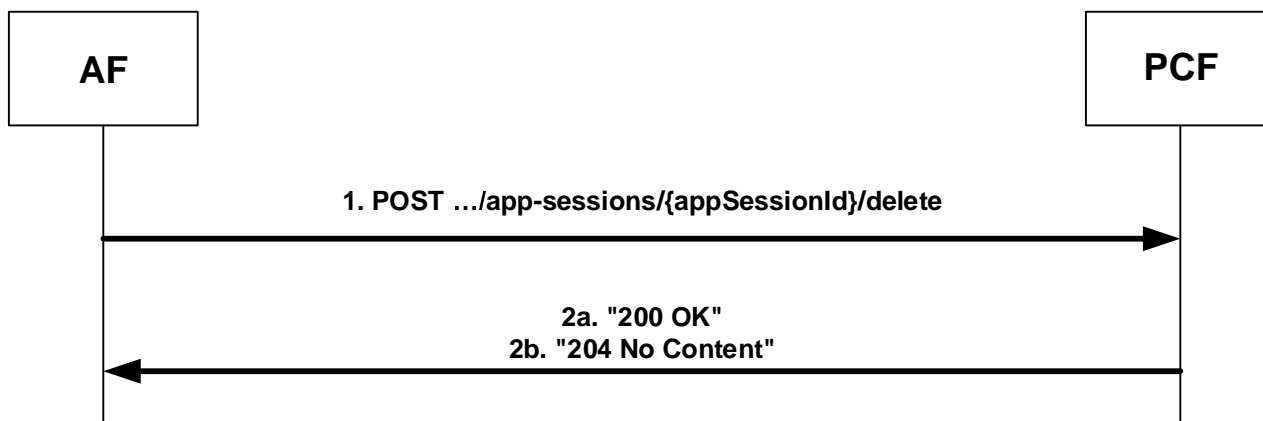 AF
PCF
1. POST …/app-sessions/{appSessionId}/delete
2a. "200 OK"
2b. "204 No Content"